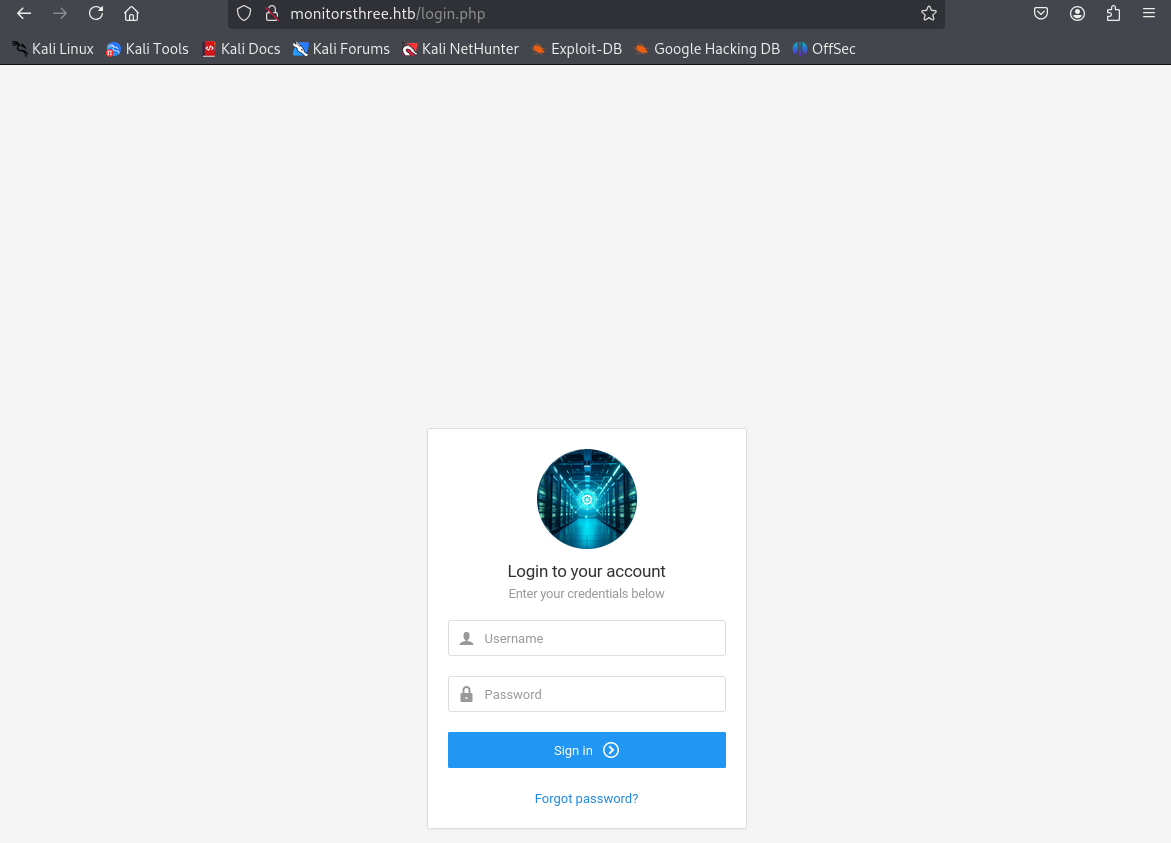 monitorsthree.htb/login.php
Kali Linux Kali Tools Kali Docs Kali Forums Kali NetHunter Exploit-DB Google Hacking DB OffSec
Login to your account
Enter your credentials below
Username
Password
Sign in
Forgot password?